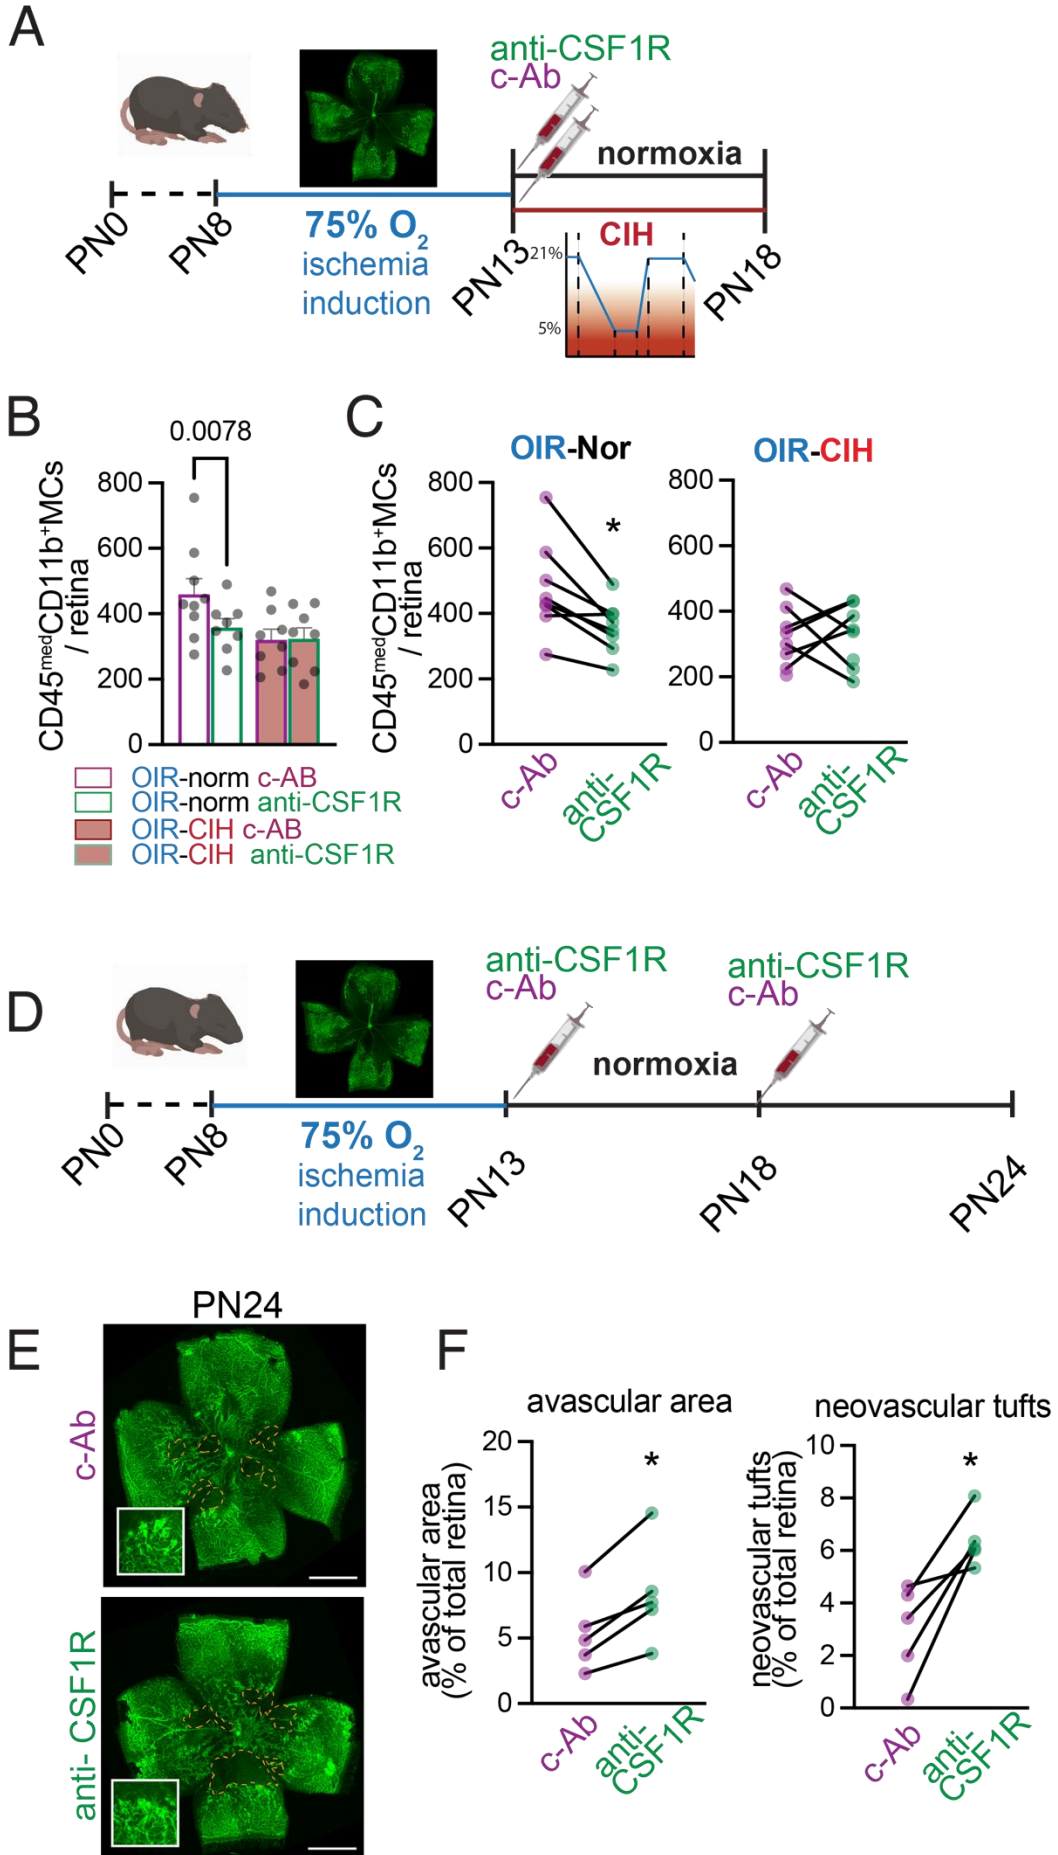 A
anti-CSF1R
c-Ab
normoxia
75% O₂
ischemia
induction
CIH
PN0
PN8
PN13
PN18
21%
5%
B
0.0078
CD45ᵐᵉᵈCD11b⁺MCs
/ retina
800
600
400
200
0
OIR-norm c-AB
OIR-norm anti-CSF1R
OIR-CIH c-AB
OIR-CIH anti-CSF1R
C
OIR-Nor
CD45ᵐᵉᵈCD11b⁺MCs
/ retina
800
600
400
200
0
*
c-Ab
anti-
CSF1R
OIR-CIH
800
600
400
200
0
c-Ab
anti-
CSF1R
D
anti-CSF1R
c-Ab
anti-CSF1R
c-Ab
normoxia
75% O₂
ischemia
induction
PN0
PN8
PN13
PN18
PN24
E
PN24
c-Ab
anti- CSF1R
F
avascular area
avascular area
(% of total retina)
20
15
10
5
0
*
c-Ab
anti-
CSF1R
neovascular tufts
neovascular tufts
(% of total retina)
10
8
6
4
2
0
*
c-Ab
anti-
CSF1R